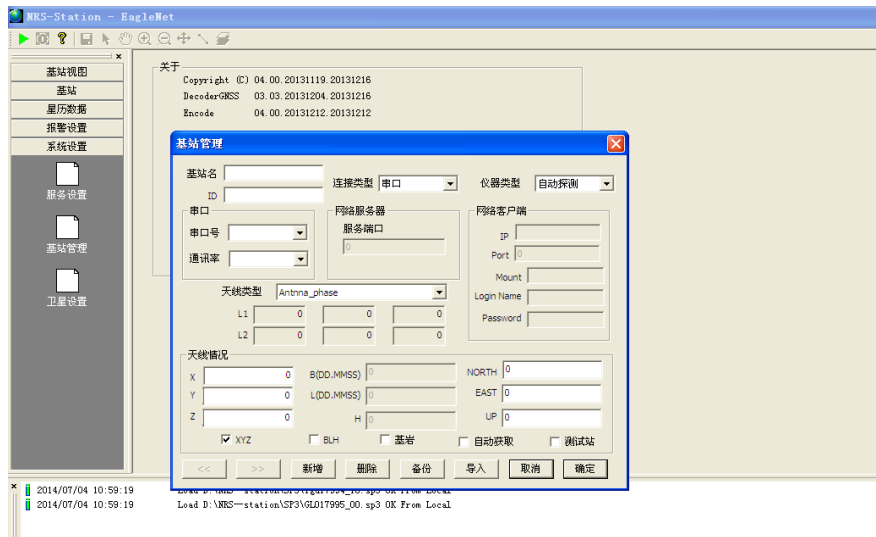 NRS-Station - EagleNet
基站视图
基站
星历数据
报警设置
系统设置
服务设置
基站管理
卫星设置
关于
Copyright (C) 04.00.20131119.20131216
DecoderGNSS 03.03.20131204.20131216
Encode 04.00.20131212.20131212
基站管理
基站名
ID
连接类型 串口
仪器类型 自动探测
串口
串口号
通讯率
网络服务器
服务端口
0
网络客户端
IP
Port 0
Mount
Login Name
Password
天线类型 Antnna_phase
L1 0 0 0
L2 0 0 0
天线情况
X 0 B(DD.MMSS) 0 NORTH 0
Y 0 L(DD.MMSS) 0 EAST 0
Z 0 H 0 UP 0
XYZ BLH 基岩 自动获取 测试站
<< >> 新增 删除 备份 导入 取消 确定
2014/07/04 10:59:19
2014/07/04 10:59:19 Load D:\NRS--station\SP3\GL017995_00.sp3 OK From Local